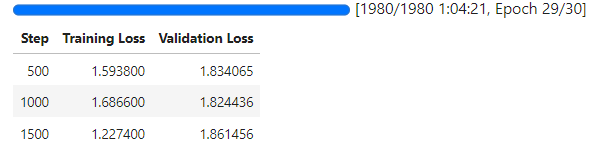 [1980/1980 1:04:21, Epoch 29/30]
Step Training Loss Validation Loss
500 1.593800 1.834065
1000 1.686600 1.824436
1500 1.227400 1.861456